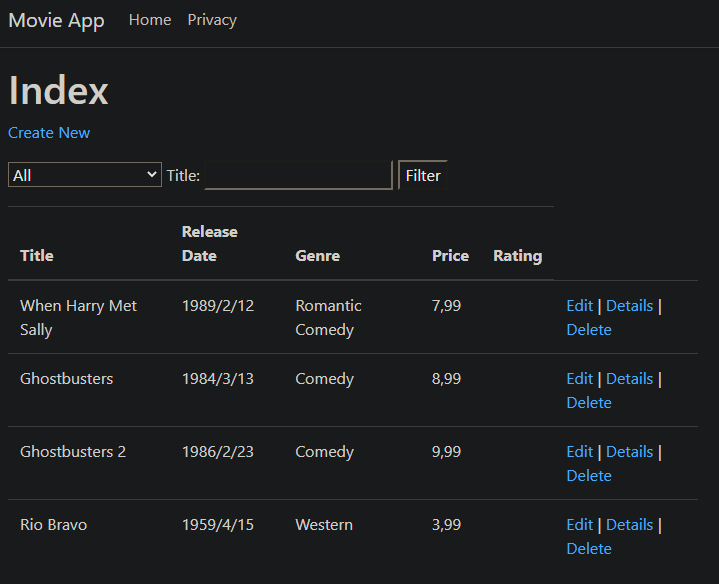 Movie App Home Privacy
Index
Create New
All Title: Filter
Title Release Date Genre Price Rating
When Harry Met Sally 1989/2/12 Romantic Comedy 7,99 Edit | Details | Delete
Ghostbusters 1984/3/13 Comedy 8,99 Edit | Details | Delete
Ghostbusters 2 1986/2/23 Comedy 9,99 Edit | Details | Delete
Rio Bravo 1959/4/15 Western 3,99 Edit | Details | Delete